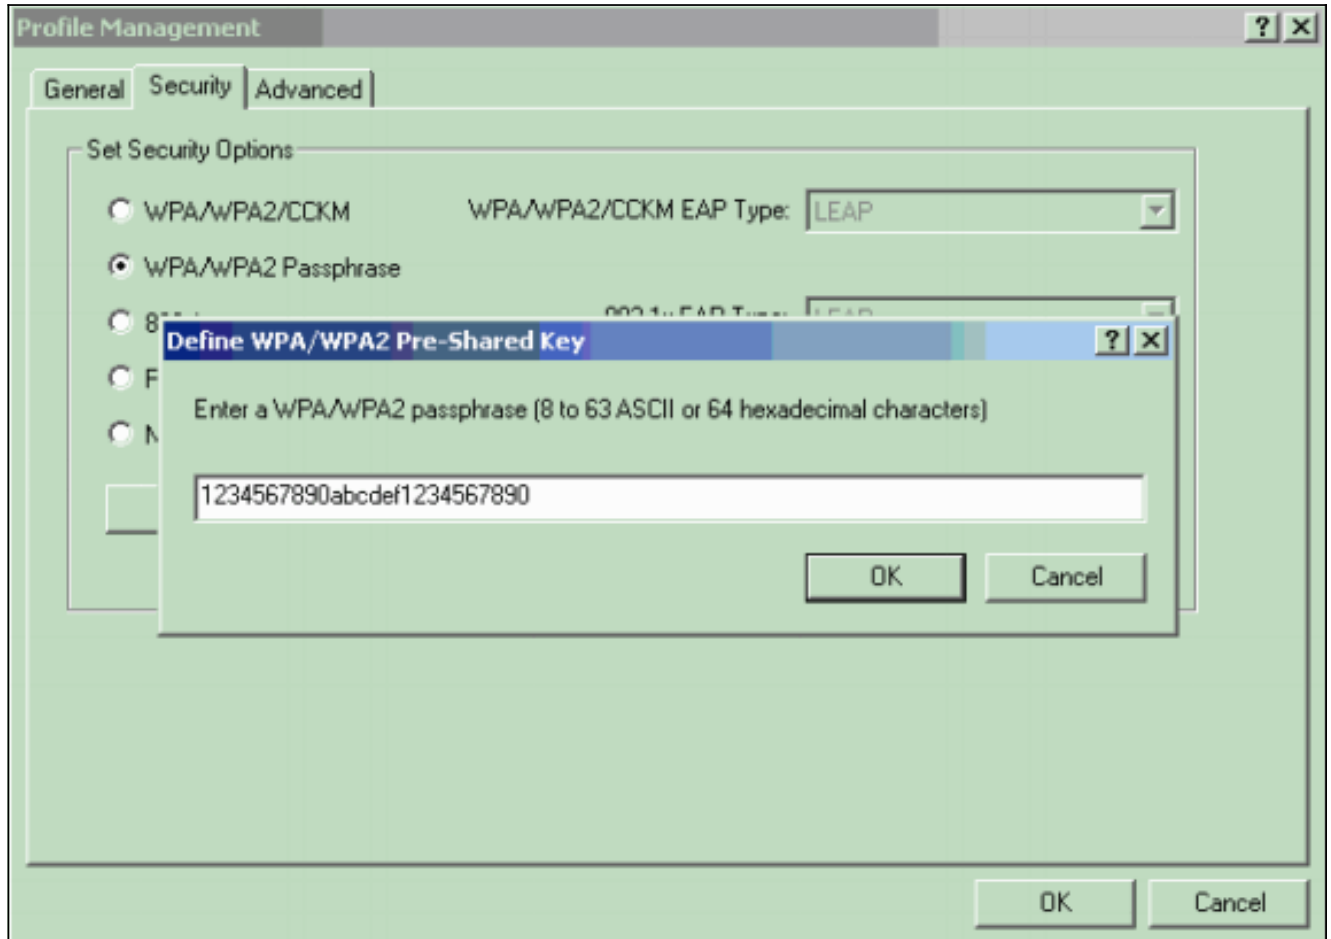 Profile Management
General Security Advanced
Set Security Options
WPA/WPA2/CCKM WPA/WPA2/CCKM EAP Type: LEAP
WPA/WPA2 Passphrase
Define WPA/WPA2 Pre-Shared Key
Enter a WPA/WPA2 passphrase (8 to 63 ASCII or 64 hexadecimal characters)
1234567890abcdef1234567890
OK Cancel
OK Cancel